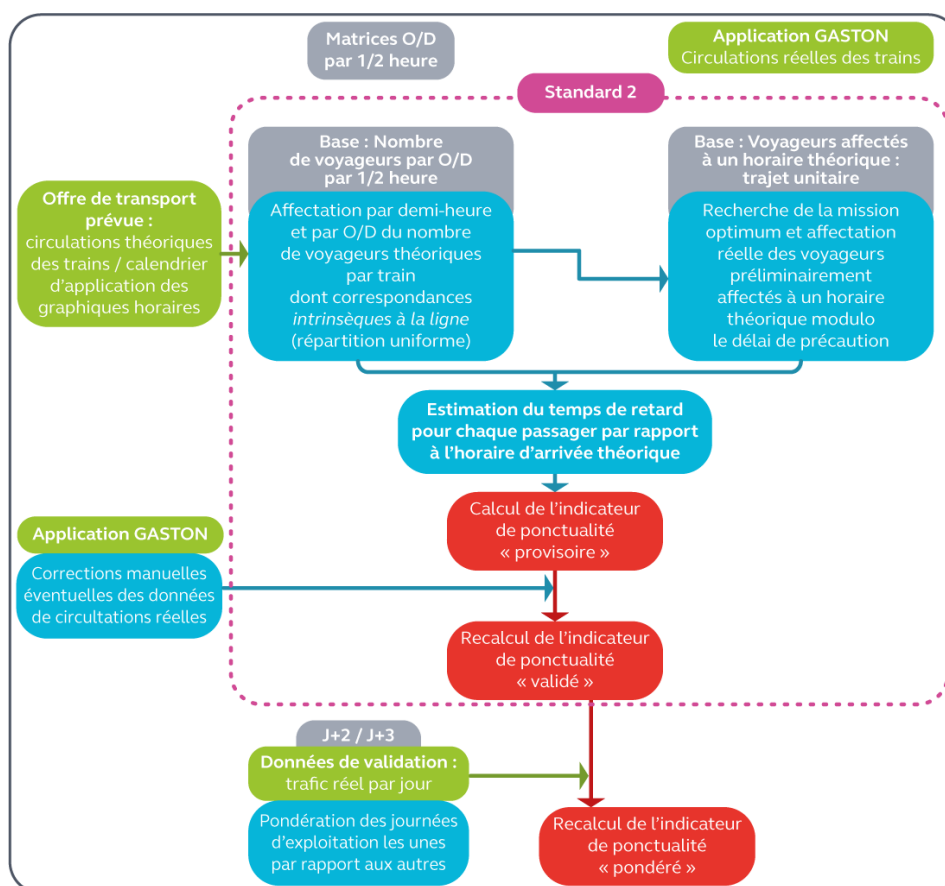 Matrices O/D
par 1/2 heure
Application GASTON
Circulations réelles des trains
Standard 2
Offre de transport
prévue :
circulations théoriques
des trains / calendrier
d’application des
graphiques horaires
Base : Nombre
de voyageurs par O/D
par 1/2 heure
Affectation par demi-heure
et par O/D du nombre
de voyageurs théoriques
par train
dont correspondances
intrinsèques à la ligne
(répartition uniforme)
Base : Voyageurs affectés
à un horaire théorique :
trajet unitaire
Recherche de la mission
optimum et affectation
réelle des voyageurs
préliminairement
affectés à un horaire
théorique modulo
le délai de précaution
Estimation du temps de retard
pour chaque passager par rapport
à l’horaire d’arrivée théorique
Calcul de l’indicateur
de ponctualité
« provisoire »
Application GASTON
Corrections manuelles
éventuelles des données
de circultations réelles
Recalcul de l’indicateur
de ponctualité
« validé »
J+2 / J+3
Données de validation :
trafic réel par jour
Pondération des journées
d’exploitation les unes
par rapport aux autres
Recalcul de l’indicateur
de ponctualité
« pondéré »